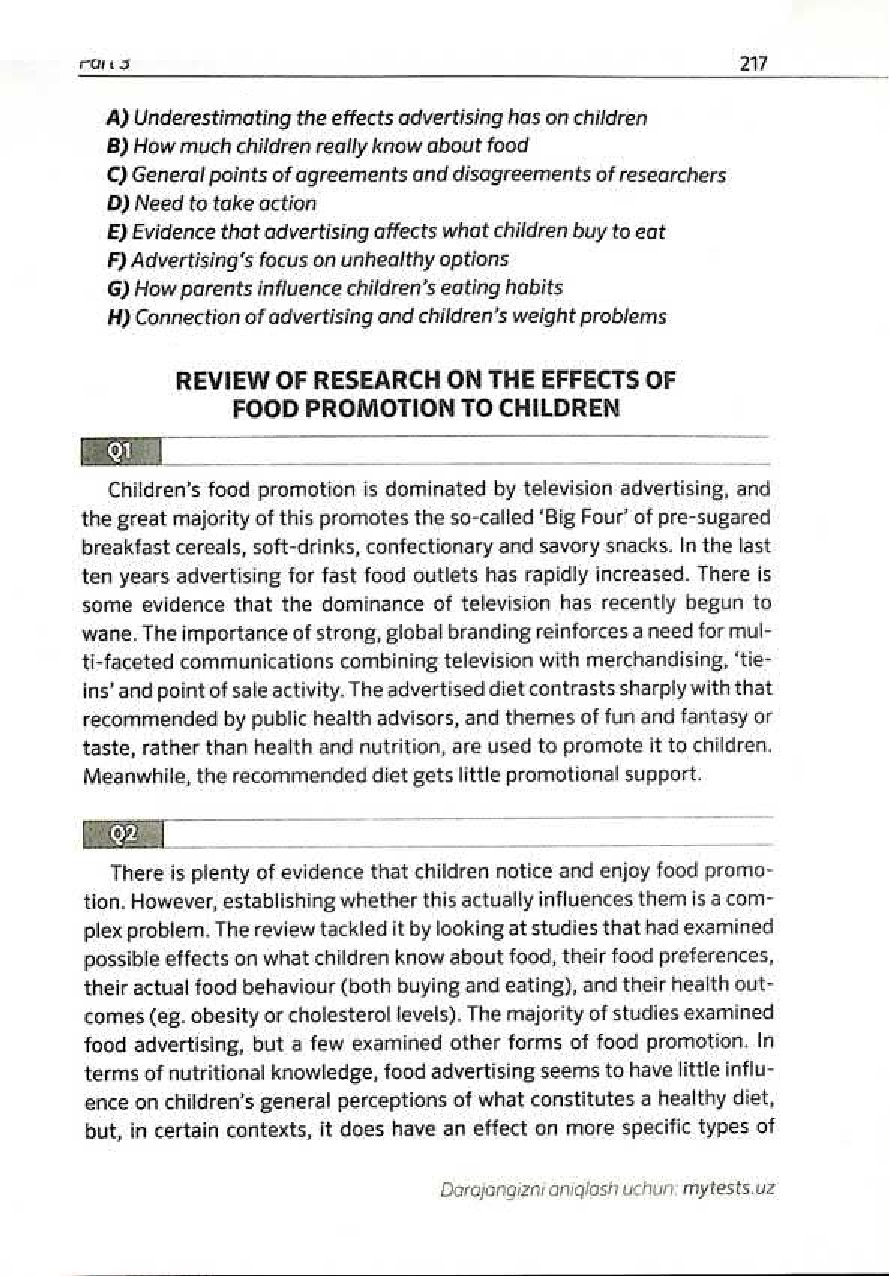 Part 3
217
A) Underestimating the effects advertising has on children
B) How much children really know about food
C) General points of agreements and disagreements of researchers
D) Need to take action
E) Evidence that advertising affects what children buy to eat
F) Advertising's focus on unhealthy options
G) How parents influence children's eating habits
H) Connection of advertising and children's weight problems
REVIEW OF RESEARCH ON THE EFFECTS OF
FOOD PROMOTION TO CHILDREN
Q1
Children's food promotion is dominated by television advertising, and
the great majority of this promotes the so-called 'Big Four' of pre-sugared
breakfast cereals, soft-drinks, confectionary and savory snacks. In the last
ten years advertising for fast food outlets has rapidly increased. There is
some evidence that the dominance of television has recently begun to
wane. The importance of strong, global branding reinforces a need for mul-
ti-faceted communications combining television with merchandising, 'tie-
ins' and point of sale activity. The advertised diet contrasts sharply with that
recommended by public health advisors, and themes of fun and fantasy or
taste, rather than health and nutrition, are used to promote it to children.
Meanwhile, the recommended diet gets little promotional support.
Q2
There is plenty of evidence that children notice and enjoy food promo-
tion. However, establishing whether this actually influences them is a com-
plex problem. The review tackled it by looking at studies that had examined
possible effects on what children know about food, their food preferences,
their actual food behaviour (both buying and eating), and their health out-
comes (eg. obesity or cholesterol levels). The majority of studies examined
food advertising, but a few examined other forms of food promotion. In
terms of nutritional knowledge, food advertising seems to have little influ-
ence on children's general perceptions of what constitutes a healthy diet,
but, in certain contexts, it does have an effect on more specific types of
Darajangizni aniqlash uchun: mytests.uz